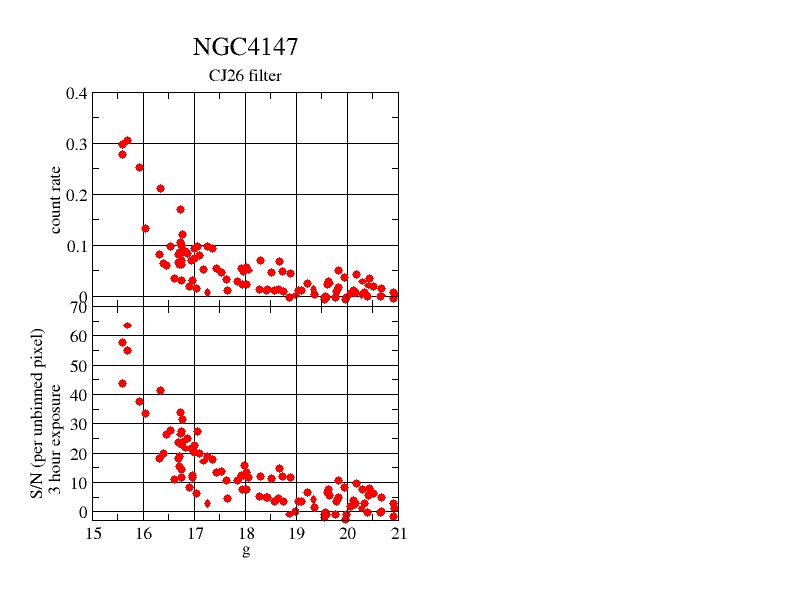 NGC4147
CJ26 filter
0.4
0.3
0.2
0.1
0
count rate
70
60
50
40
30
20
10
0
S/N (per unbinned pixel)
3 hour exposure
15 16 17 18 19 20 21
g